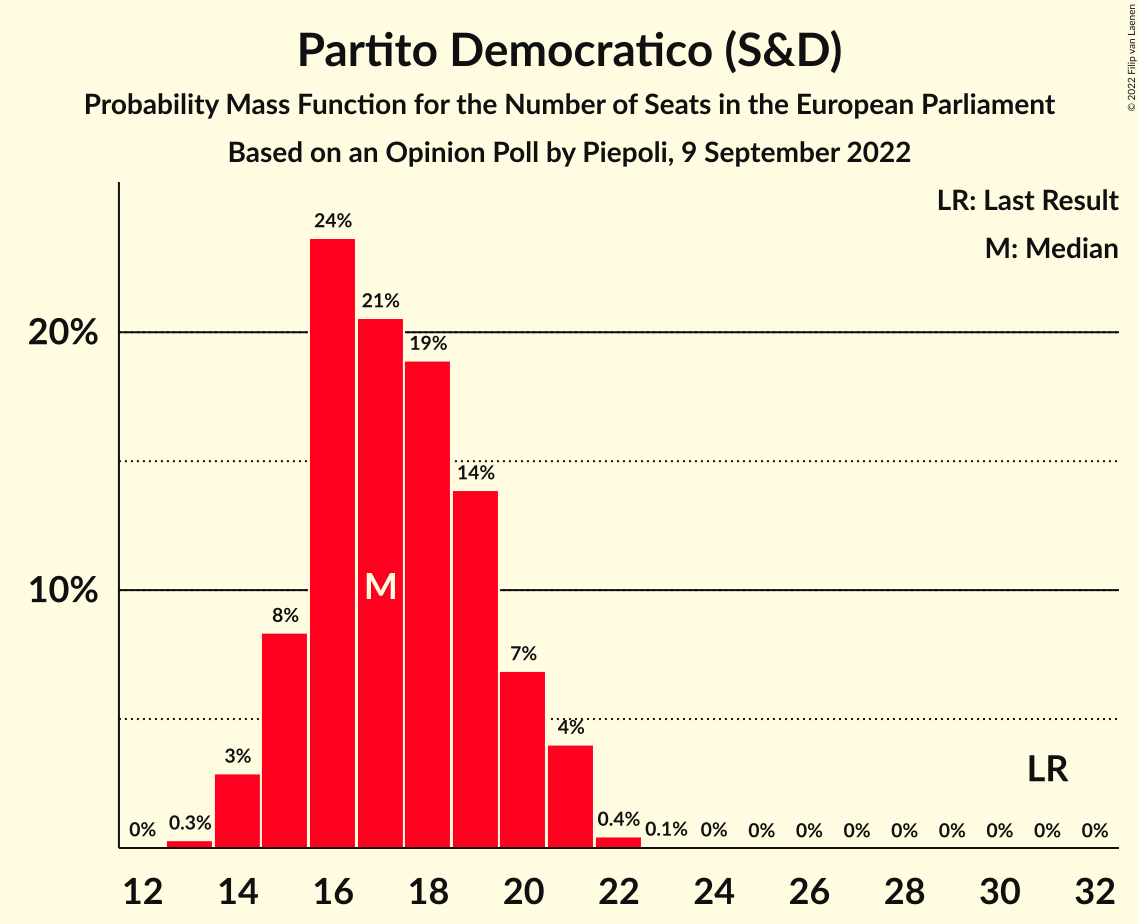 Partito Democratico (S&D)
Probability Mass Function for the Number of Seats in the European Parliament
Based on an Opinion Poll by Piepoli, 9 September 2022
© 2022 Filip van Laenen
LR: Last Result
M: Median
20%
10%
0%
0.3%
3%
8%
24%
21%
19%
14%
7%
4%
0.4%
0.1%
0%
0%
0%
0%
0%
0%
0%
0%
0%
M
LR
12 14 16 18 20 22 24 26 28 30 32